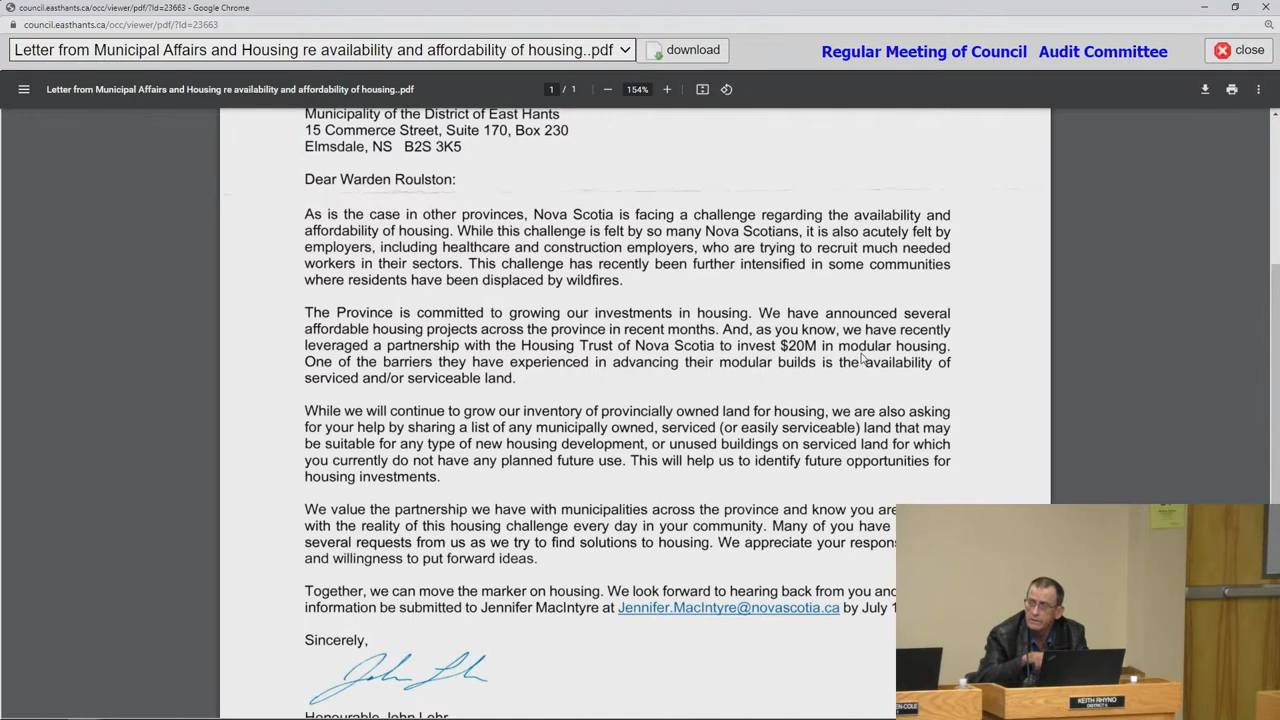 council.easthants.ca/occ/viewer/pdf/?Id=23663 - Google Chrome
council.easthants.ca/occ/viewer/pdf/?Id=23663
Letter from Municipal Affairs and Housing re availability and affordability of housing..pdf download Regular Meeting of Council Audit Committee close
Letter from Municipal Affairs and Housing re availability and affordability of housing..pdf 1 / 1 − 154% +
Municipality of the District of East Hants
15 Commerce Street, Suite 170, Box 230
Elmsdale, NS B2S 3K5
Dear Warden Roulston:
As is the case in other provinces, Nova Scotia is facing a challenge regarding the availability and
affordability of housing. While this challenge is felt by so many Nova Scotians, it is also acutely felt by
employers, including healthcare and construction employers, who are trying to recruit much needed
workers in their sectors. This challenge has recently been further intensified in some communities
where residents have been displaced by wildfires.
The Province is committed to growing our investments in housing. We have announced several
affordable housing projects across the province in recent months. And, as you know, we have recently
leveraged a partnership with the Housing Trust of Nova Scotia to invest $20M in modular housing.
One of the barriers they have experienced in advancing their modular builds is the availability of
serviced and/or serviceable land.
While we will continue to grow our inventory of provincially owned land for housing, we are also asking
for your help by sharing a list of any municipally owned, serviced (or easily serviceable) land that may
be suitable for any type of new housing development, or unused buildings on serviced land for which
you currently do not have any planned future use. This will help us to identify future opportunities for
housing investments.
We value the partnership we have with municipalities across the province and know you are
with the reality of this housing challenge every day in your community. Many of you have
several requests from us as we try to find solutions to housing. We appreciate your respon
and willingness to put forward ideas.
Together, we can move the marker on housing. We look forward to hearing back from you and
information be submitted to Jennifer MacIntyre at Jennifer.MacIntyre@novascotia.ca by July 1
Sincerely,
Honourable John Lohr
EN-COLE
KEITH RHYNO
DISTRICT